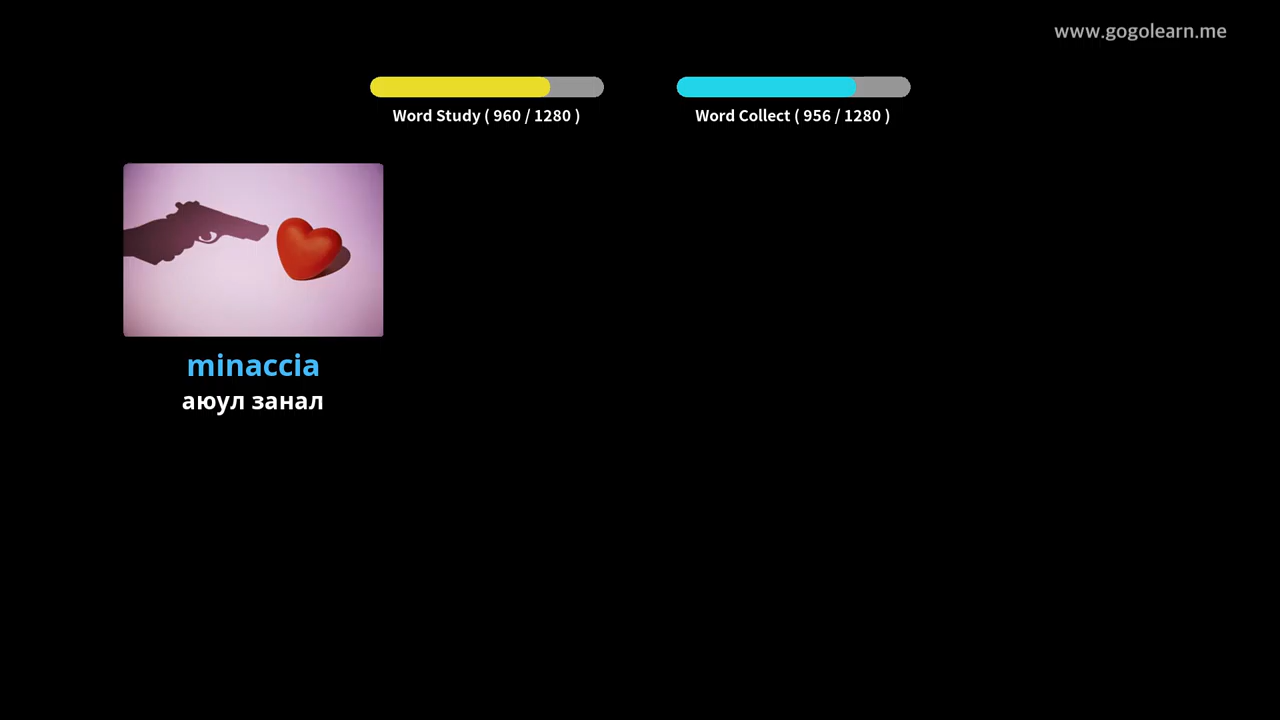 www.gogolearn.me
Word Study ( 960 / 1280 )
Word Collect ( 956 / 1280 )
minaccia
аюул занал